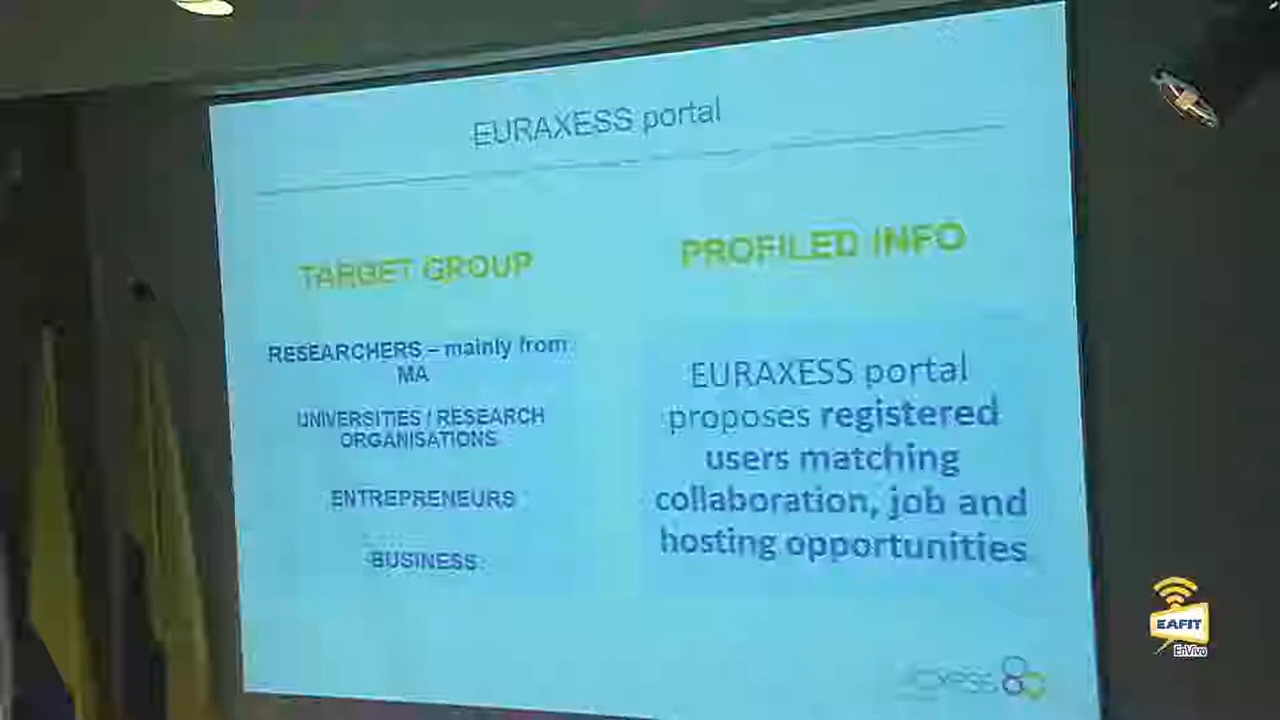 EURAXESS portal
TARGET GROUP
RESEARCHERS – mainly from
MA
UNIVERSITIES / RESEARCH
ORGANISATIONS
ENTREPRENEURS
BUSINESS
PROFILED INFO
EURAXESS portal
proposes registered
users matching
collaboration, job and
hosting opportunities
EAFIT
EnVivo